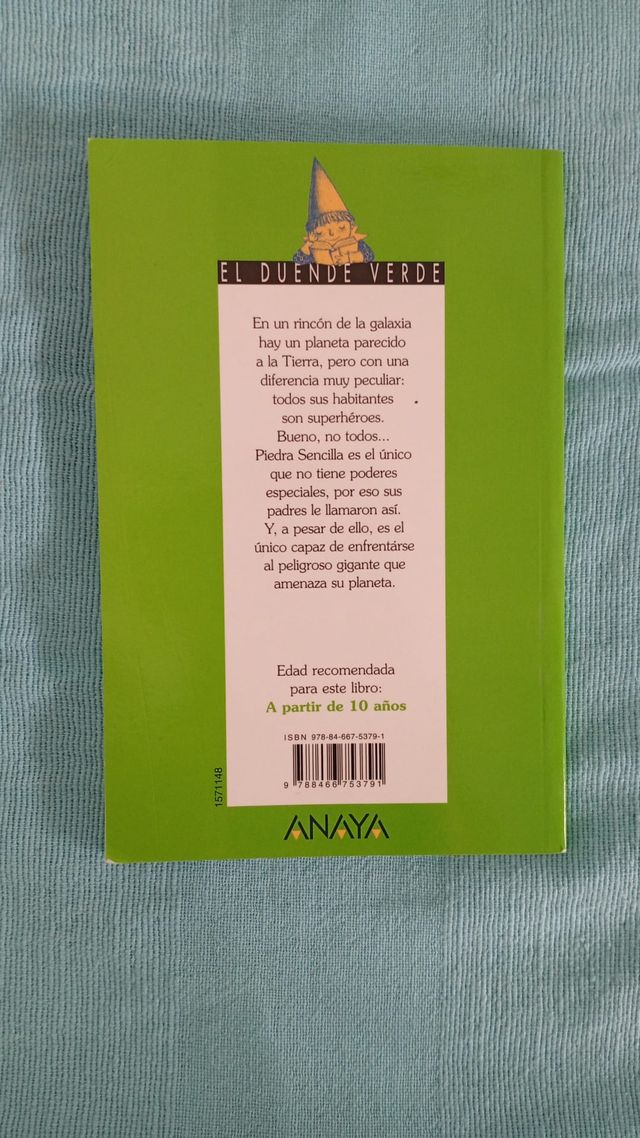 EL DUENDE VERDE
En un rincón de la galaxia
hay un planeta parecido
a la Tierra, pero con una
diferencia muy peculiar:
todos sus habitantes
son superhéroes.
Bueno, no todos...
Piedra Sencilla es el único
que no tiene poderes
especiales, por eso sus
padres le llamaron así.
Y, a pesar de ello, es el
único capaz de enfrentárse
al peligroso gigante que
amenaza su planeta.
Edad recomendada
para este libro:
A partir de 10 años
ISBN 978-84-667-5379-1
9 788466 753791
1571148
ANAYA